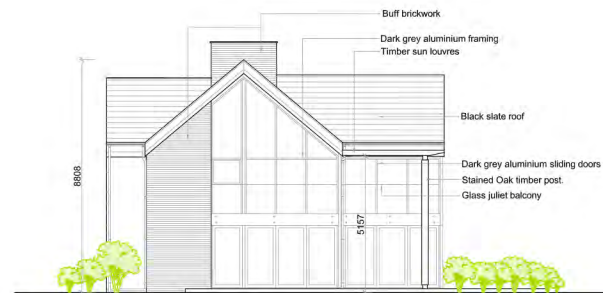 Buff brickwork
Dark grey aluminium framing
Timber sun louvres
Black slate roof
Dark grey aluminium sliding doors
Stained Oak timber post.
Glass juliet balcony
8808
5157